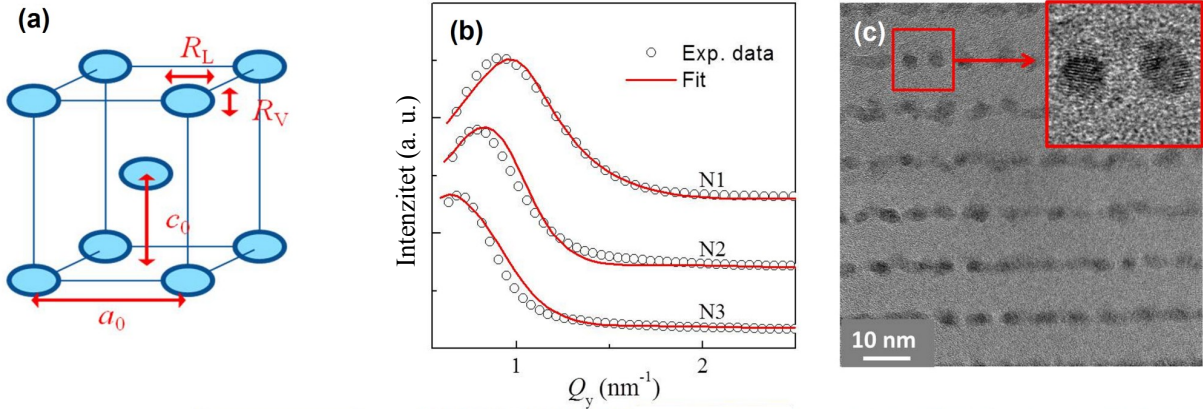 (a)
R_L
R_V
c_0
a_0
(b)
Exp. data
Fit
N1
N2
N3
Intenzitet (a. u.)
1
2
Q_y (nm⁻¹)
(c)
10 nm